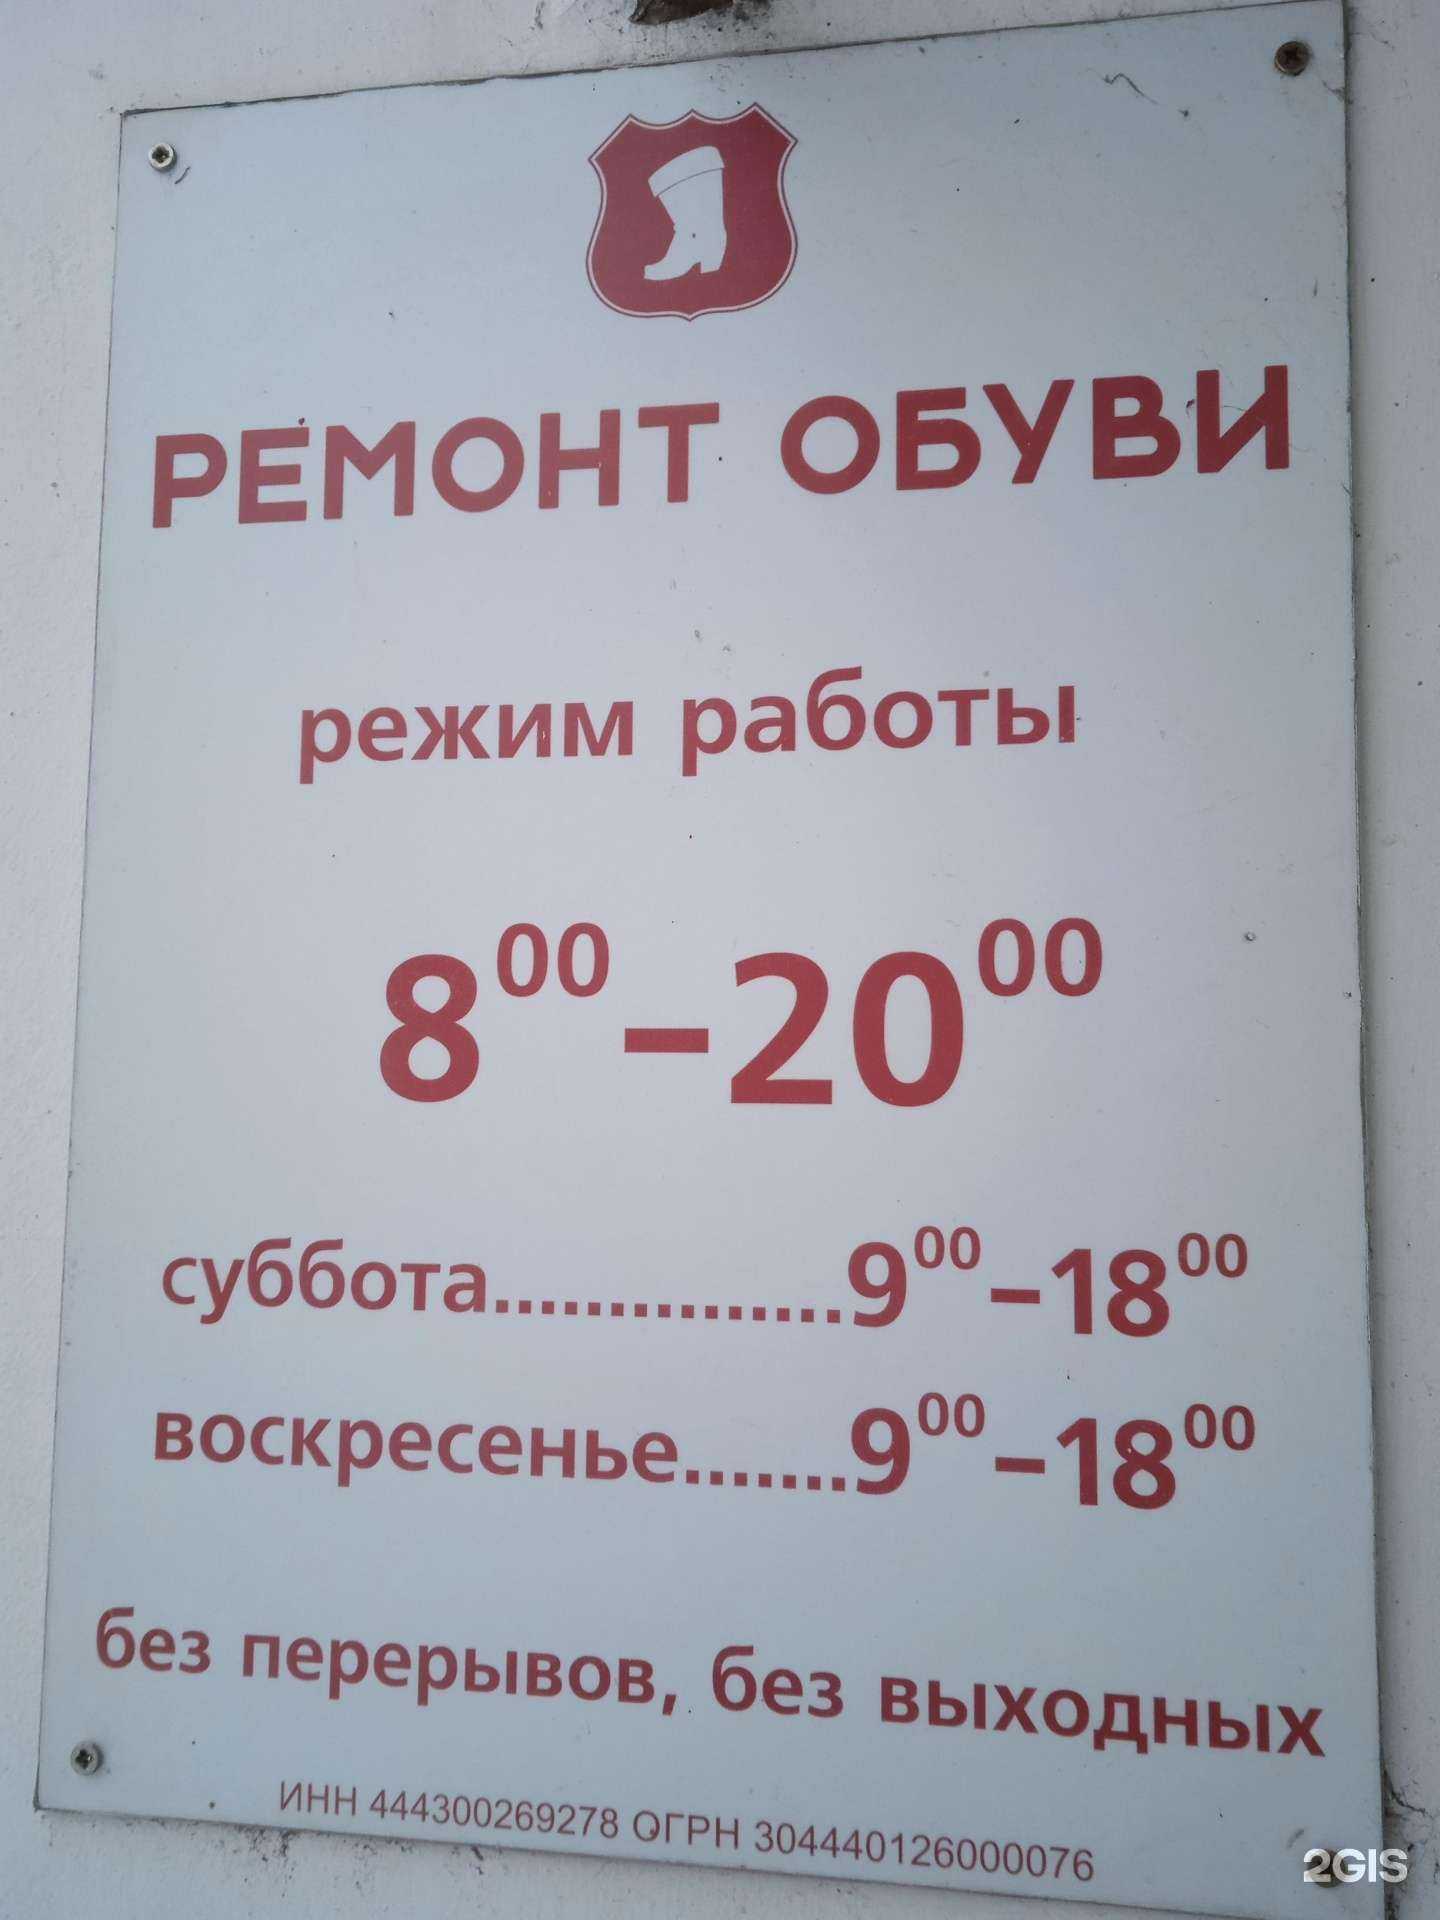 РЕМОНТ ОБУВИ
режим работы
8⁰⁰–20⁰⁰
суббота...............9⁰⁰–18⁰⁰
воскресенье.......9⁰⁰–18⁰⁰
без перерывов, без выходных
ИНН 444300269278 ОГРН 304440126000076
2GIS